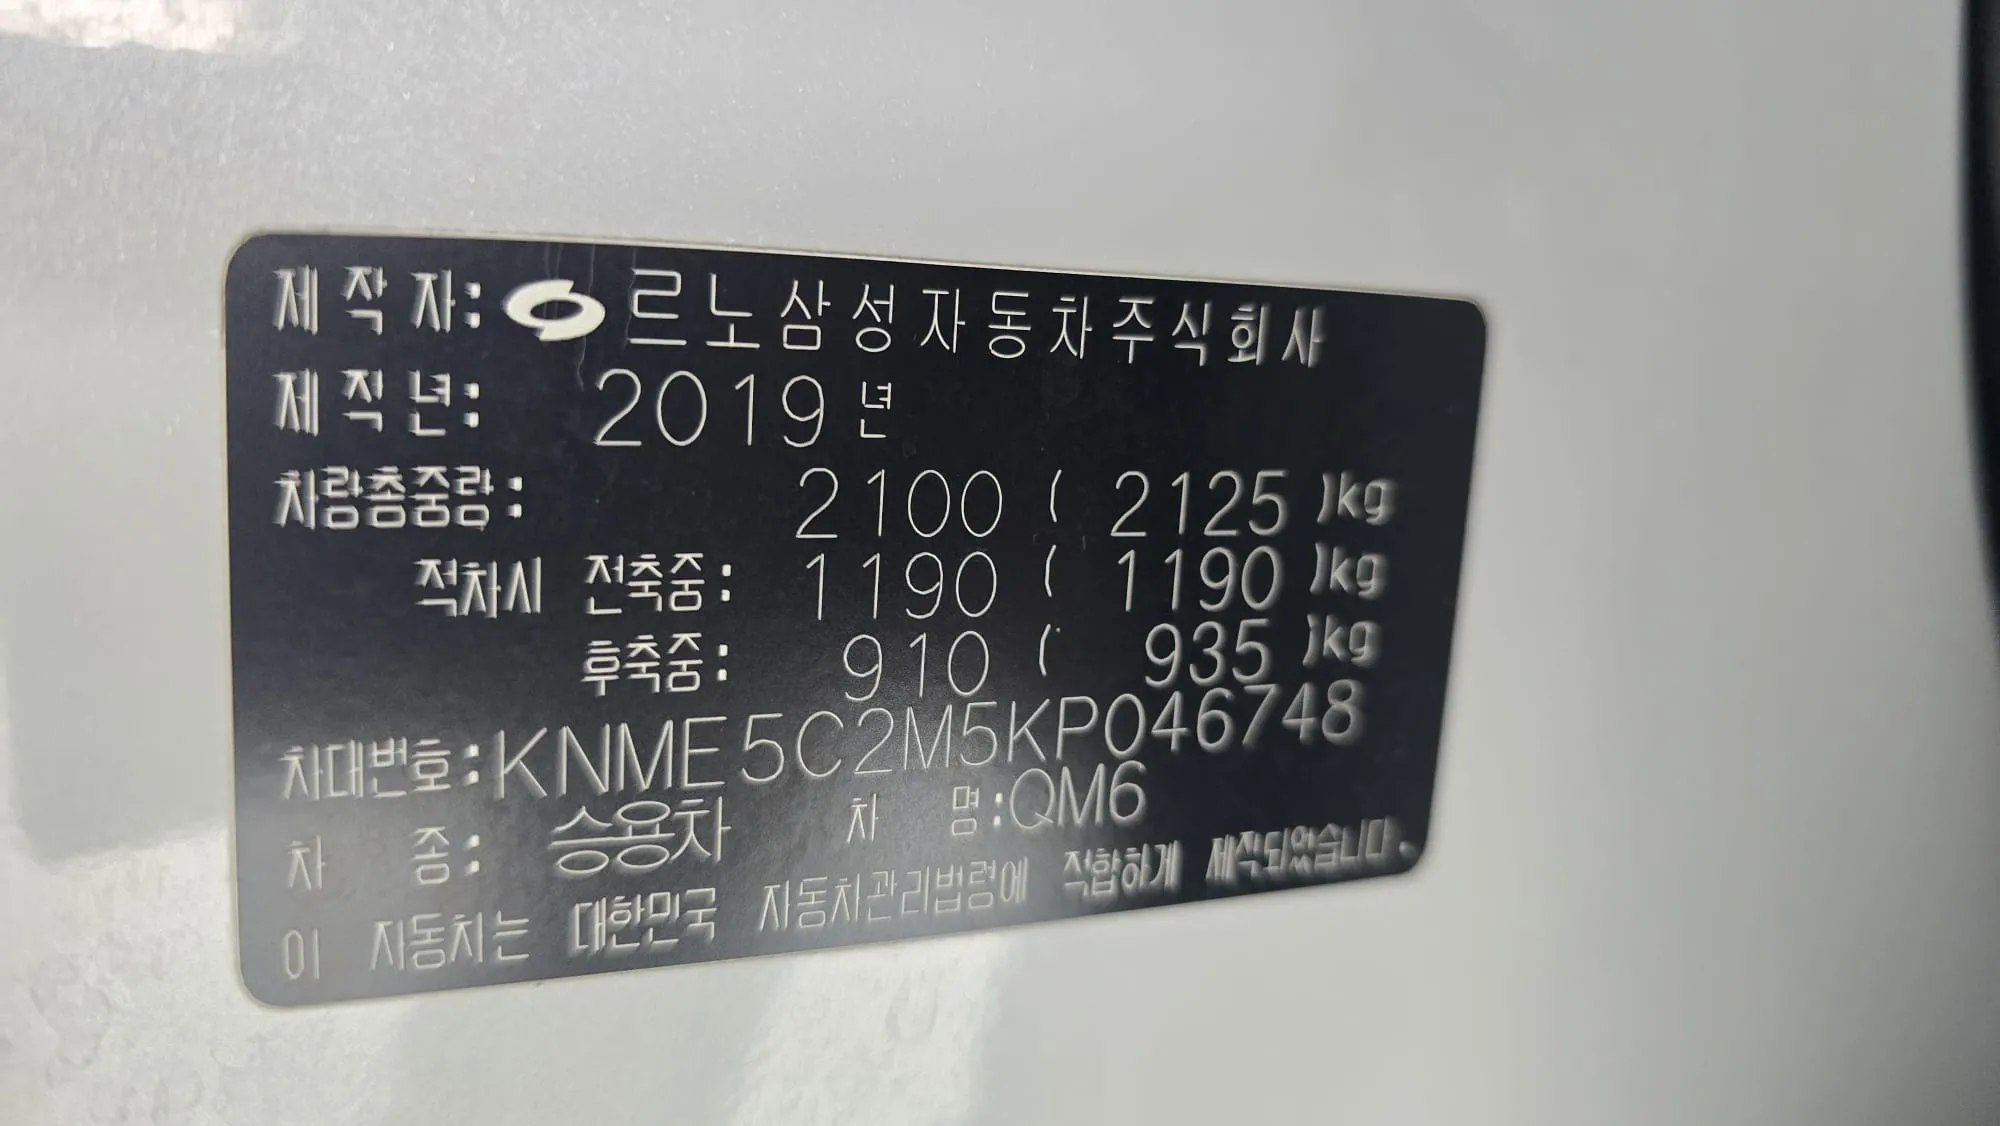 제 작 자: 르노삼성자동차주식회사
제 작 년: 2019 년
차량총중량: 2100 ( 2125 )kg
적차시 전축중: 1190 ( 1190 )kg
후축중: 910 ( 935 )kg
차대번호: KNME5C2M5KP046748
차 종: 승용차 차 명: QM6
이 자동차는 대한민국 자동차관리법령에 적합하게 제작되었습니다.